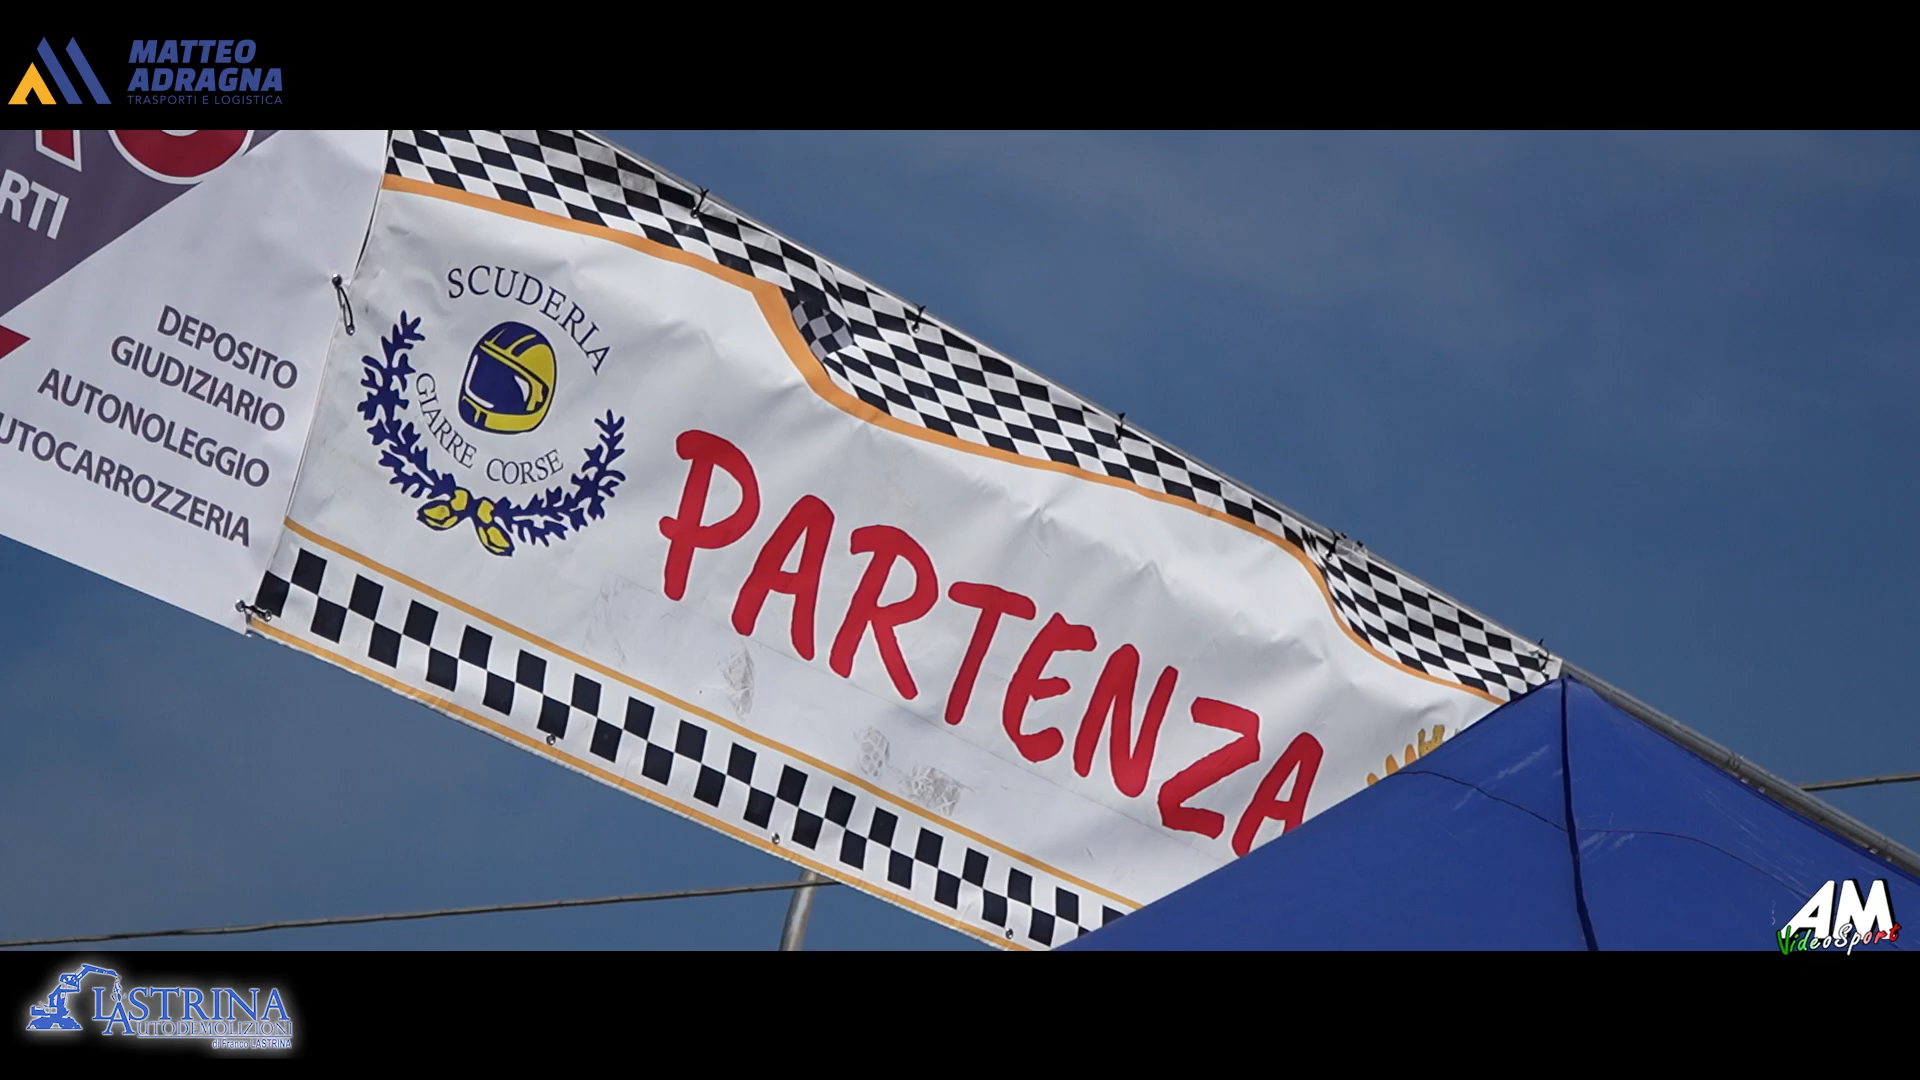 MATTEO
ADRAGNA
TRASPORTI E LOGISTICA
RTI
DEPOSITO
GIUDIZIARIO
AUTONOLEGGIO
UTOCARROZZERIA
SCUDERIA
GIARRE CORSE
PARTENZA
AM
VideoSport
LASTRINA
AUTODEMOLIZIONI
di Franco LASTRINA